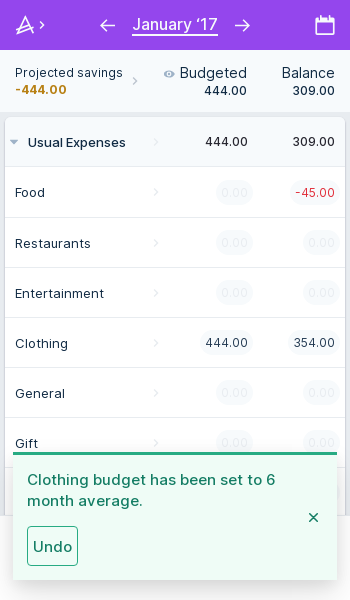 January ‘17
Projected savings
-444.00
Budgeted
444.00
Balance
309.00
Usual Expenses 444.00 309.00
Food 0.00 -45.00
Restaurants 0.00 0.00
Entertainment 0.00 0.00
Clothing 444.00 354.00
General 0.00 0.00
Gift 0.00 0.00
Clothing budget has been set to 6
month average.
Undo